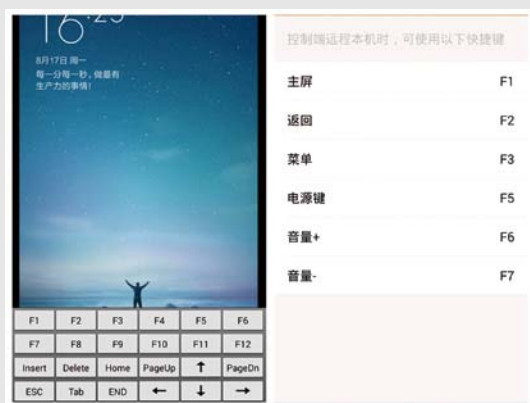 16:25
8月17日 周一
每一分每一秒，做最有
生产力的事情！
F1 F2 F3 F4 F5 F6
F7 F8 F9 F10 F11 F12
Insert Delete Home PageUp ↑ PageDn
ESC Tab END ← ↓ →
控制端远程本机时，可使用以下快捷键
主屏 F1
返回 F2
菜单 F3
电源键 F5
音量+ F6
音量- F7